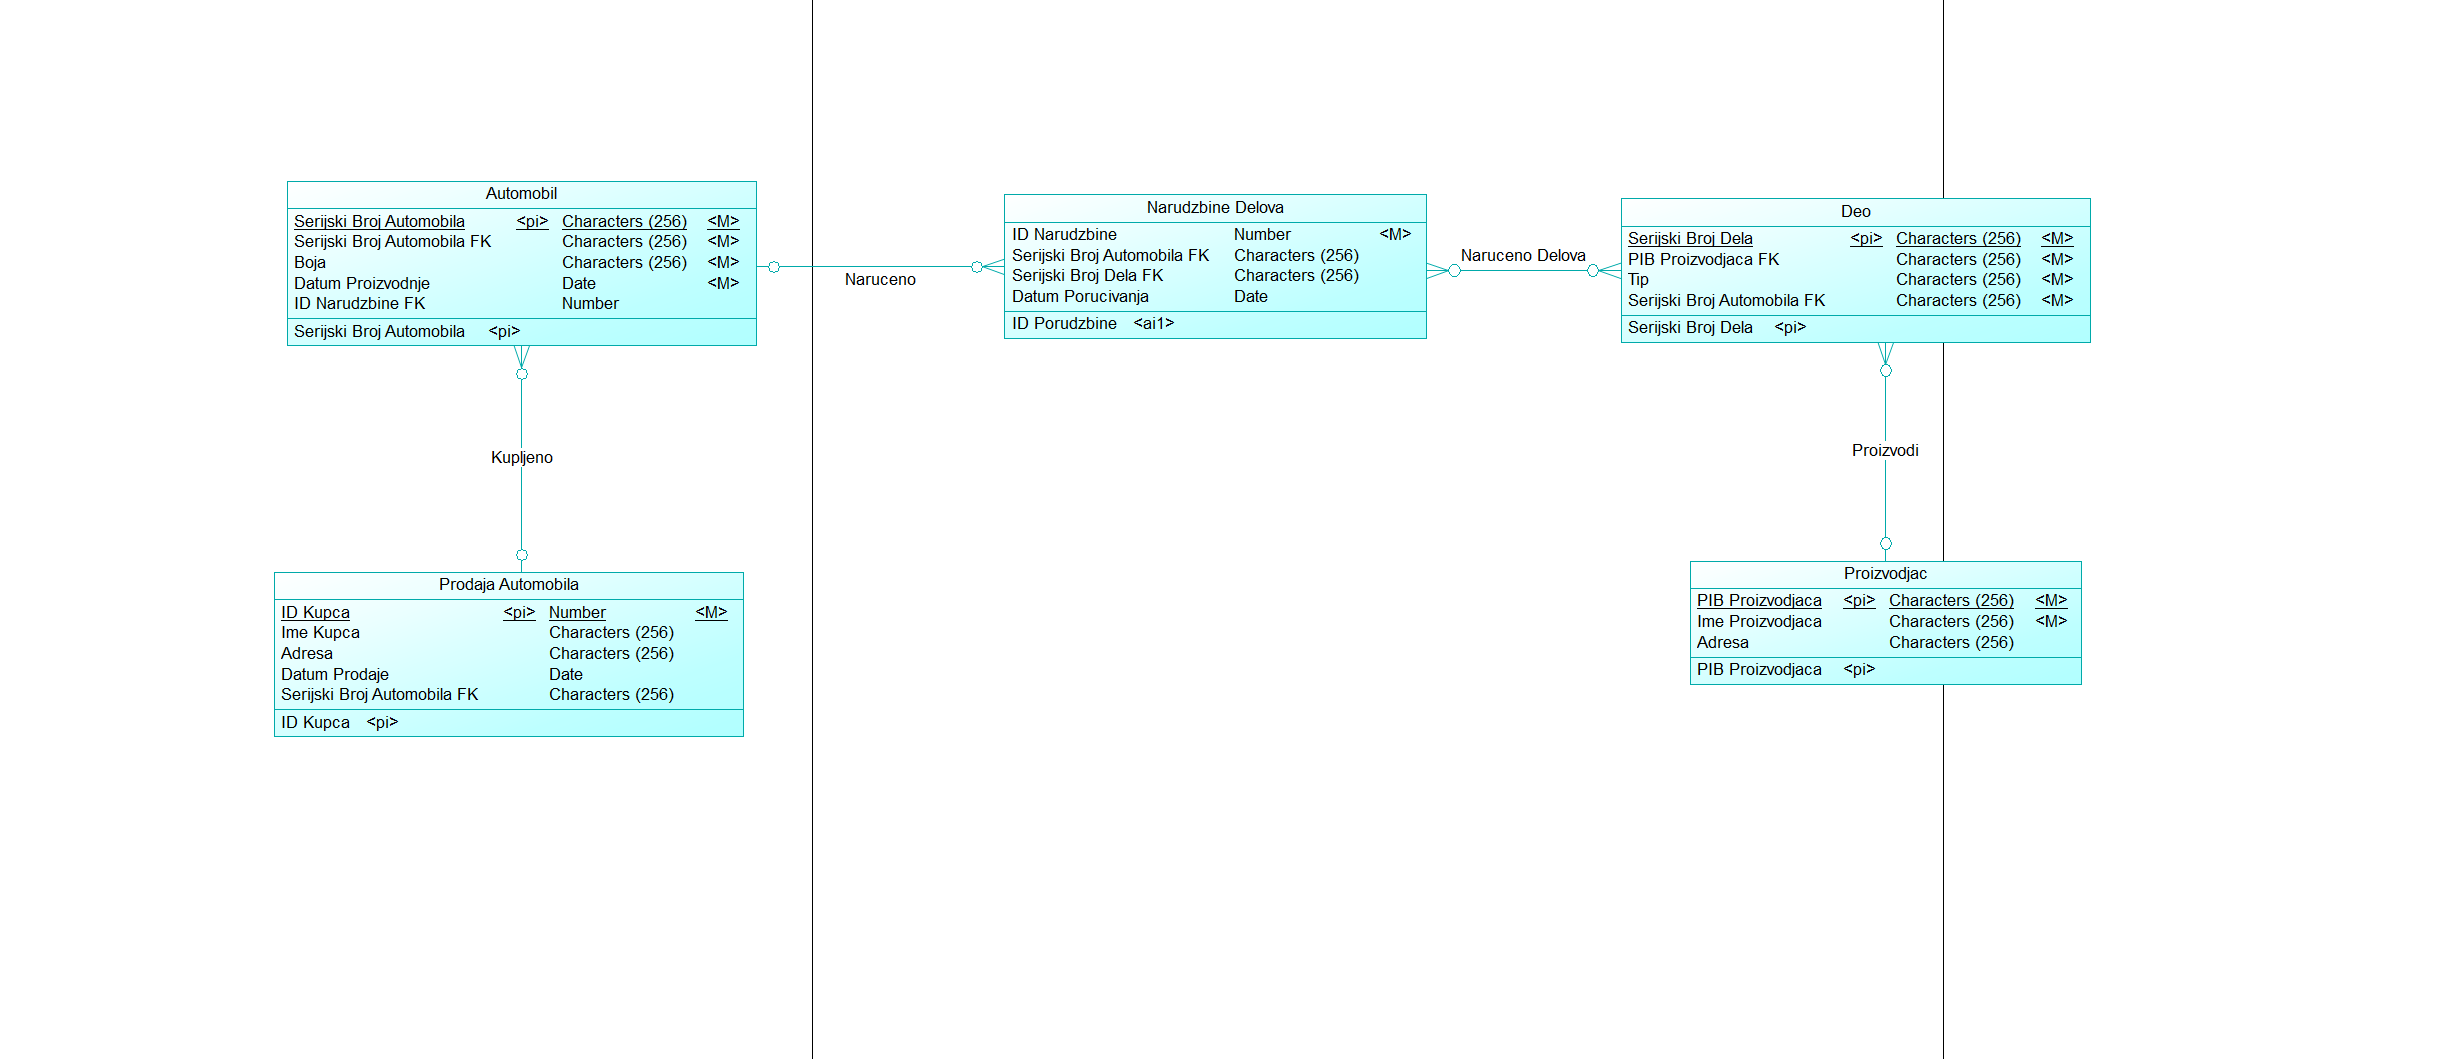 Automobil
Serijski Broj Automobila <pi> Characters (256) <M>
Serijski Broj Automobila FK Characters (256) <M>
Boja Characters (256) <M>
Datum Proizvodnje Date <M>
ID Narudzbine FK Number
Serijski Broj Automobila <pi>
Naruceno
Narudzbine Delova
ID Narudzbine Number <M>
Serijski Broj Automobila FK Characters (256)
Serijski Broj Dela FK Characters (256)
Datum Porucivanja Date
ID Porudzbine <ai1>
Naruceno Delova
Deo
Serijski Broj Dela <pi> Characters (256) <M>
PIB Proizvodjaca FK Characters (256) <M>
Tip Characters (256) <M>
Serijski Broj Automobila FK Characters (256) <M>
Serijski Broj Dela <pi>
Kupljeno
Proizvodi
Prodaja Automobila
ID Kupca <pi> Number <M>
Ime Kupca Characters (256)
Adresa Characters (256)
Datum Prodaje Date
Serijski Broj Automobila FK Characters (256)
ID Kupca <pi>
Proizvodjac
PIB Proizvodjaca <pi> Characters (256) <M>
Ime Proizvodjaca Characters (256) <M>
Adresa Characters (256)
PIB Proizvodjaca <pi>